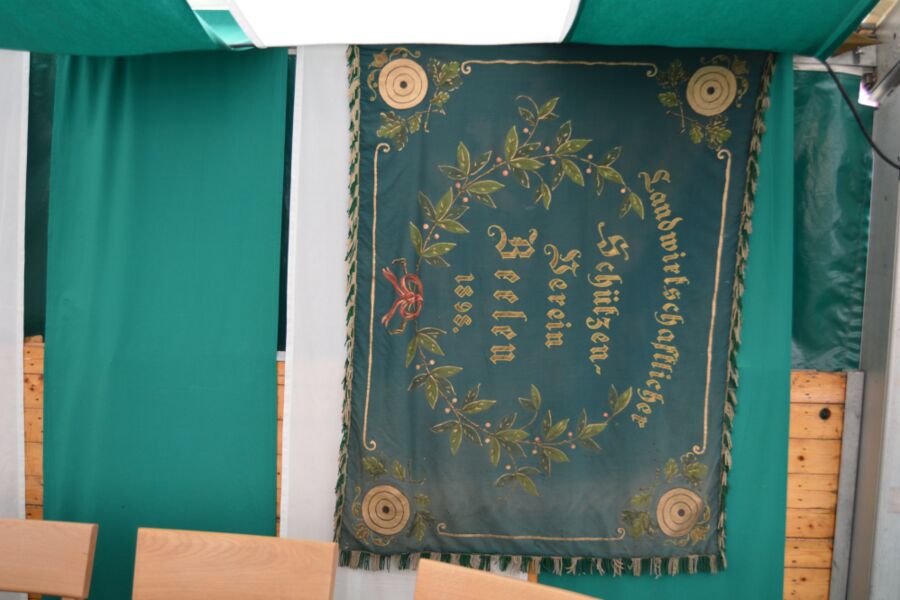 Landwirtschaftlicher
Schützen-
Verein
Beelen
1898.